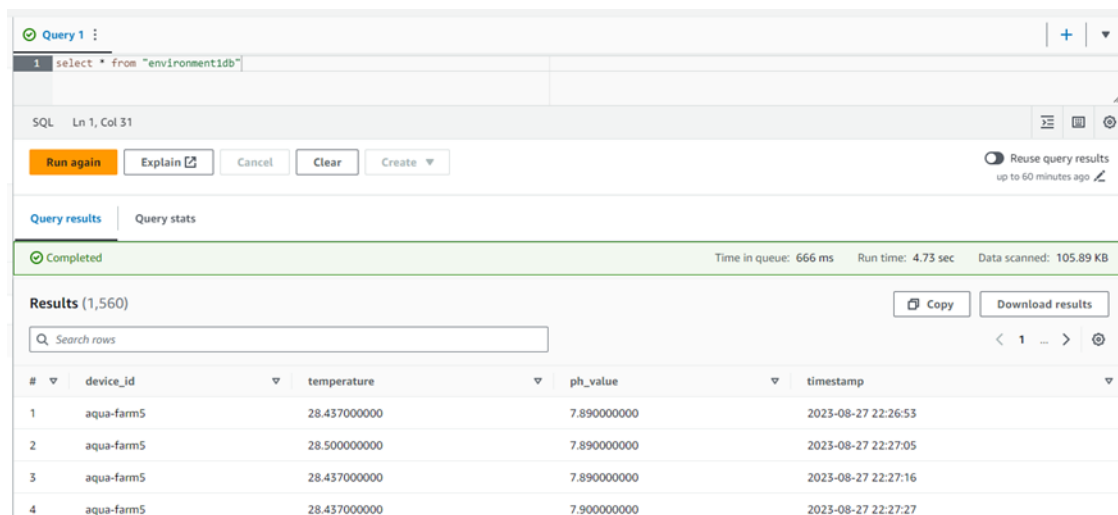 Query 1
1 select * from "environment1db"
SQL Ln 1, Col 31
Run again Explain Cancel Clear Create Reuse query results
up to 60 minutes ago
Query results Query stats
Completed Time in queue: 666 ms Run time: 4.73 sec Data scanned: 105.89 KB
Results (1,560) Copy Download results
Search rows 1 ...
# device_id temperature ph_value timestamp
1 aqua-farm5 28.437000000 7.890000000 2023-08-27 22:26:53
2 aqua-farm5 28.500000000 7.890000000 2023-08-27 22:27:05
3 aqua-farm5 28.437000000 7.890000000 2023-08-27 22:27:16
4 aqua-farm5 28.437000000 7.900000000 2023-08-27 22:27:27